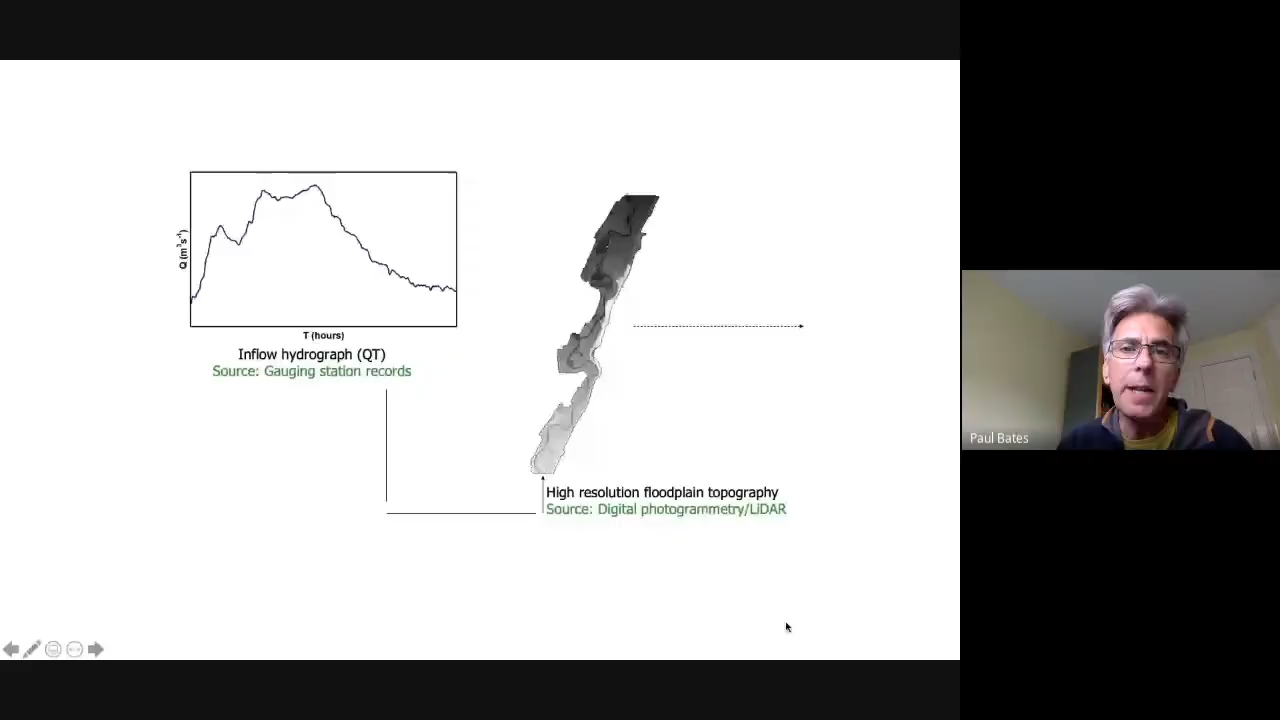 Q (m³s⁻¹)
T (hours)
Inflow hydrograph (QT)
Source: Gauging station records
High resolution floodplain topography
Source: Digital photogrammetry/LiDAR
Paul Bates